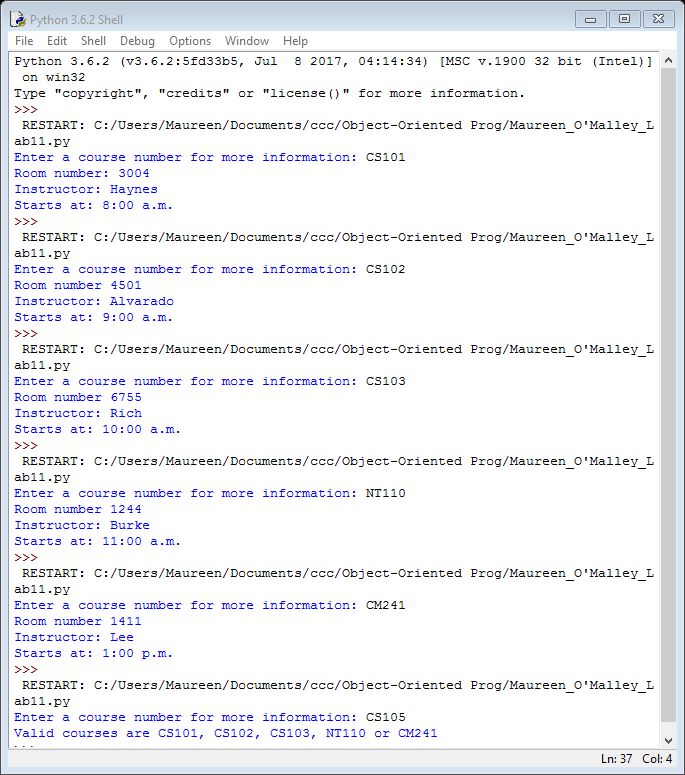 Python 3.6.2 Shell
File Edit Shell Debug Options Window Help
Python 3.6.2 (v3.6.2:5fd33b5, Jul  8 2017, 04:14:34) [MSC v.1900 32 bit (Intel)]
 on win32
Type "copyright", "credits" or "license()" for more information.
>>>
 RESTART: C:/Users/Maureen/Documents/ccc/Object-Oriented Prog/Maureen_O'Malley_L
ab11.py
Enter a course number for more information: CS101
Room number: 3004
Instructor: Haynes
Starts at: 8:00 a.m.
>>>
 RESTART: C:/Users/Maureen/Documents/ccc/Object-Oriented Prog/Maureen_O'Malley_L
ab11.py
Enter a course number for more information: CS102
Room number 4501
Instructor: Alvarado
Starts at: 9:00 a.m.
>>>
 RESTART: C:/Users/Maureen/Documents/ccc/Object-Oriented Prog/Maureen_O'Malley_L
ab11.py
Enter a course number for more information: CS103
Room number 6755
Instructor: Rich
Starts at: 10:00 a.m.
>>>
 RESTART: C:/Users/Maureen/Documents/ccc/Object-Oriented Prog/Maureen_O'Malley_L
ab11.py
Enter a course number for more information: NT110
Room number 1244
Instructor: Burke
Starts at: 11:00 a.m.
>>>
 RESTART: C:/Users/Maureen/Documents/ccc/Object-Oriented Prog/Maureen_O'Malley_L
ab11.py
Enter a course number for more information: CM241
Room number 1411
Instructor: Lee
Starts at: 1:00 p.m.
>>>
 RESTART: C:/Users/Maureen/Documents/ccc/Object-Oriented Prog/Maureen_O'Malley_L
ab11.py
Enter a course number for more information: CS105
Valid courses are CS101, CS102, CS103, NT110 or CM241
Ln: 37 Col: 4